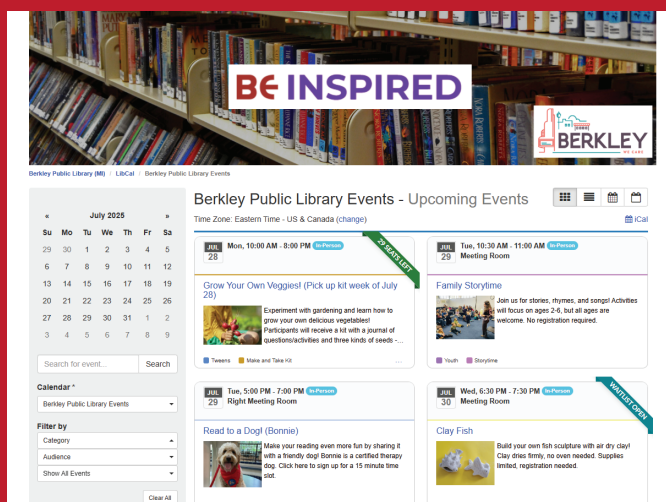 BE INSPIRED
BERKLEY
WE CARE
Berkley Public Library (MI) / LibCal / Berkley Public Library Events
Berkley Public Library Events - Upcoming Events
Time Zone: Eastern Time - US & Canada (change)
iCal
« July 2025 »
Su Mo Tu We Th Fr Sa
29 30 1 2 3 4 5
6 7 8 9 10 11 12
13 14 15 16 17 18 19
20 21 22 23 24 25 26
27 28 29 30 31 1 2
3 4 5 6 7 8 9
Search for event... Search
Calendar *
Berkley Public Library Events
Filter by
Category
Audience
Show All Events
Clear All
JUL 28
Mon, 10:00 AM - 8:00 PM In-Person
29 SEATS LEFT
Grow Your Own Veggies! (Pick up kit week of July
28)
Experiment with gardening and learn how to
grow your own delicious vegetables!
Participants will receive a kit with a journal of
questions/activities and three kinds of seeds -...
Tweens Make and Take Kit ...
JUL 29
Tue, 10:30 AM - 11:00 AM In-Person
Meeting Room
Family Storytime
Join us for stories, rhymes, and songs! Activities
will focus on ages 2-6, but all ages are
welcome. No registration required.
Youth Storytime
JUL 29
Tue, 5:00 PM - 7:00 PM In-Person
Right Meeting Room
Read to a Dog! (Bonnie)
Make your reading even more fun by sharing it
with a friendly dog! Bonnie is a certified therapy
dog. Click here to sign up for a 15 minute time
slot.
JUL 30
Wed, 6:30 PM - 7:30 PM In-Person
Meeting Room
WAITLIST OPEN
Clay Fish
Build your own fish sculpture with air dry clay!
Clay dries firmly, no oven needed. Supplies
limited, registration needed.